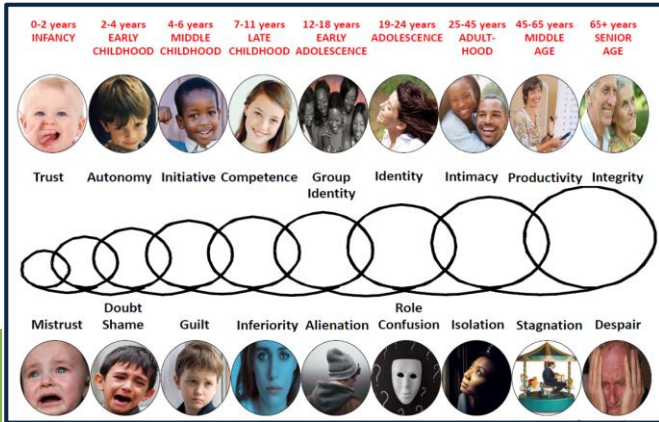 0-2 years
INFANCY
2-4 years
EARLY
CHILDHOOD
4-6 years
MIDDLE
CHILDHOOD
7-11 years
LATE
CHILDHOOD
12-18 years
EARLY
ADOLESCENCE
19-24 years
ADOLESCENCE
25-45 years
ADULT-
HOOD
45-65 years
MIDDLE
AGE
65+ years
SENIOR
AGE
Trust
Autonomy
Initiative
Competence
Group
Identity
Identity
Intimacy
Productivity
Integrity
Mistrust
Doubt
Shame
Guilt
Inferiority
Alienation
Role
Confusion
Isolation
Stagnation
Despair